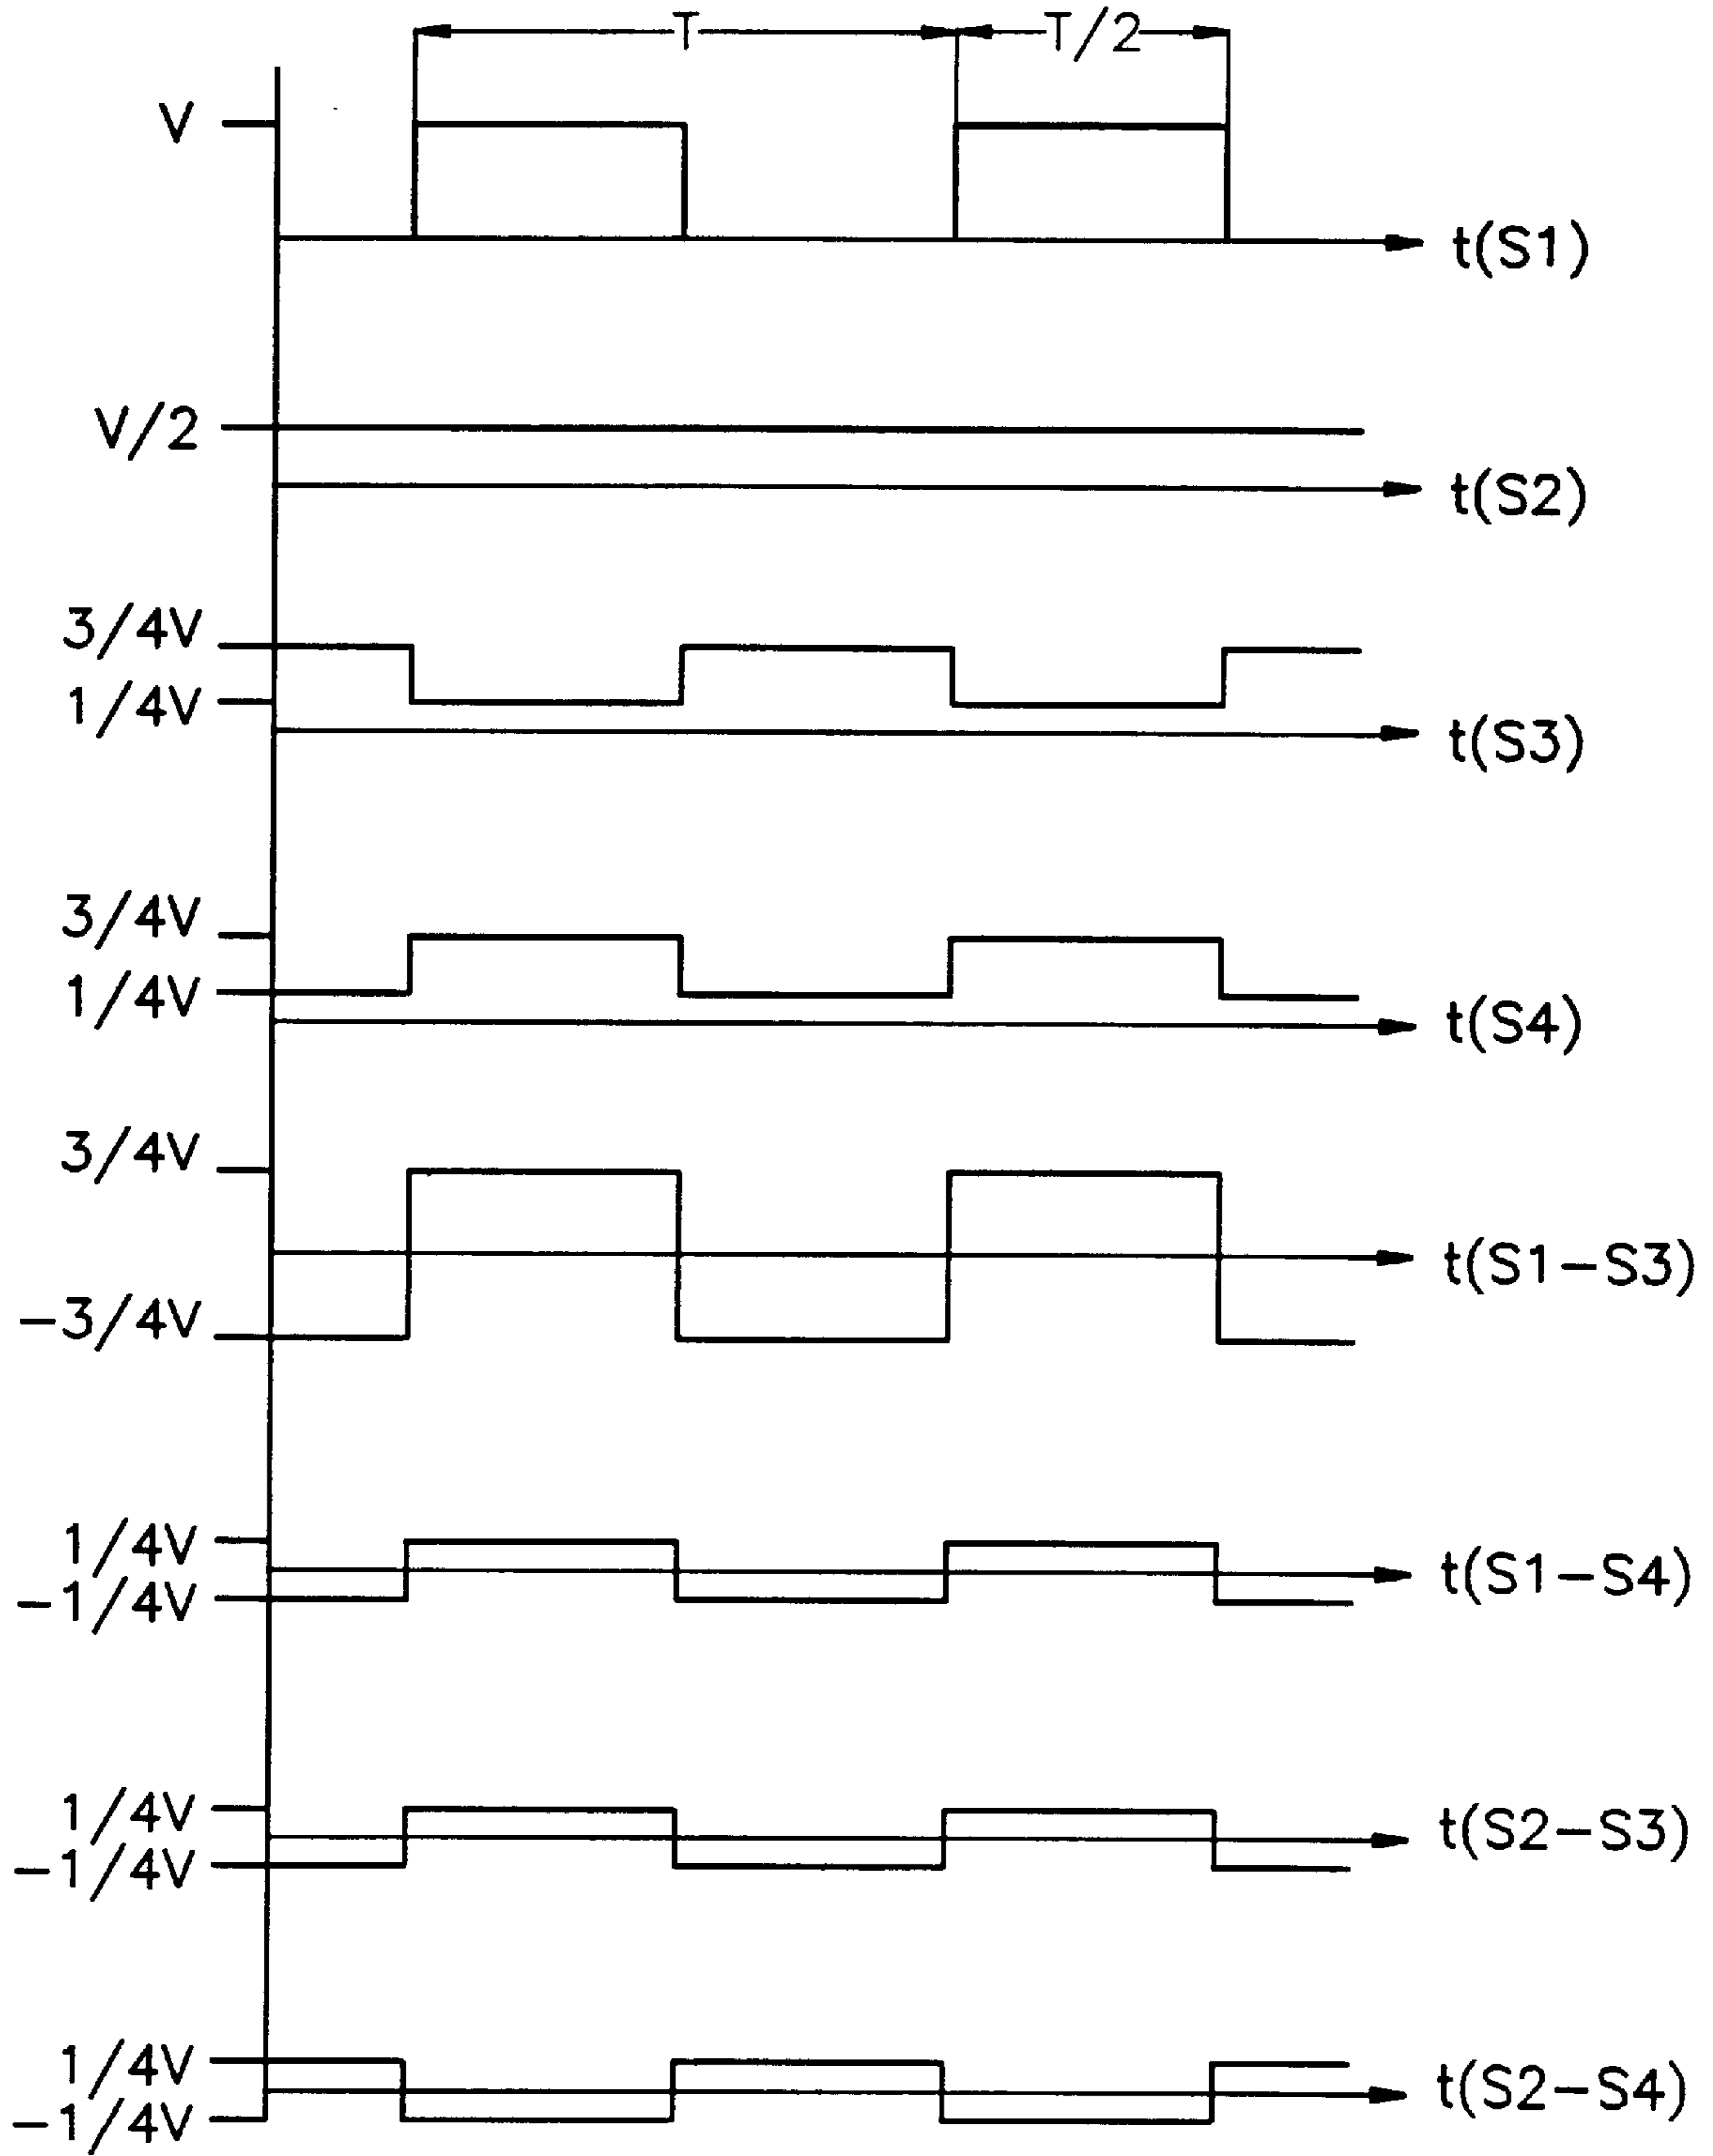 T T/2
V
t(S1)
V/2
t(S2)
3/4V
1/4V
t(S3)
3/4V
1/4V
t(S4)
3/4V
t(S1-S3)
-3/4V
1/4V
t(S1-S4)
-1/4V
1/4V
t(S2-S3)
-1/4V
1/4V
t(S2-S4)
-1/4V